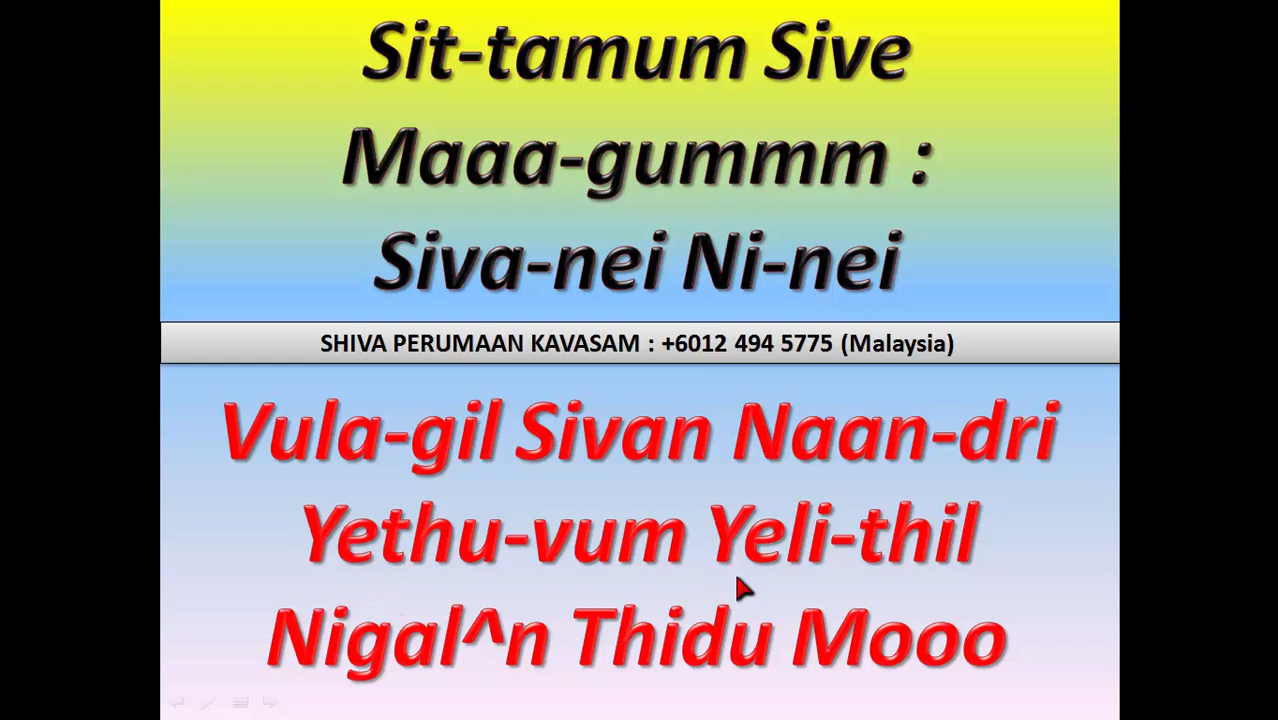 Sit-tamum Sive
Maaa-gummm :
Siva-nei Ni-nei
SHIVA PERUMAAN KAVASAM : +6012 494 5775 (Malaysia)
Vula-gil Sivan Naan-dri
Yethu-vum Yeli-thil
Nigal^n Thidu Mooo